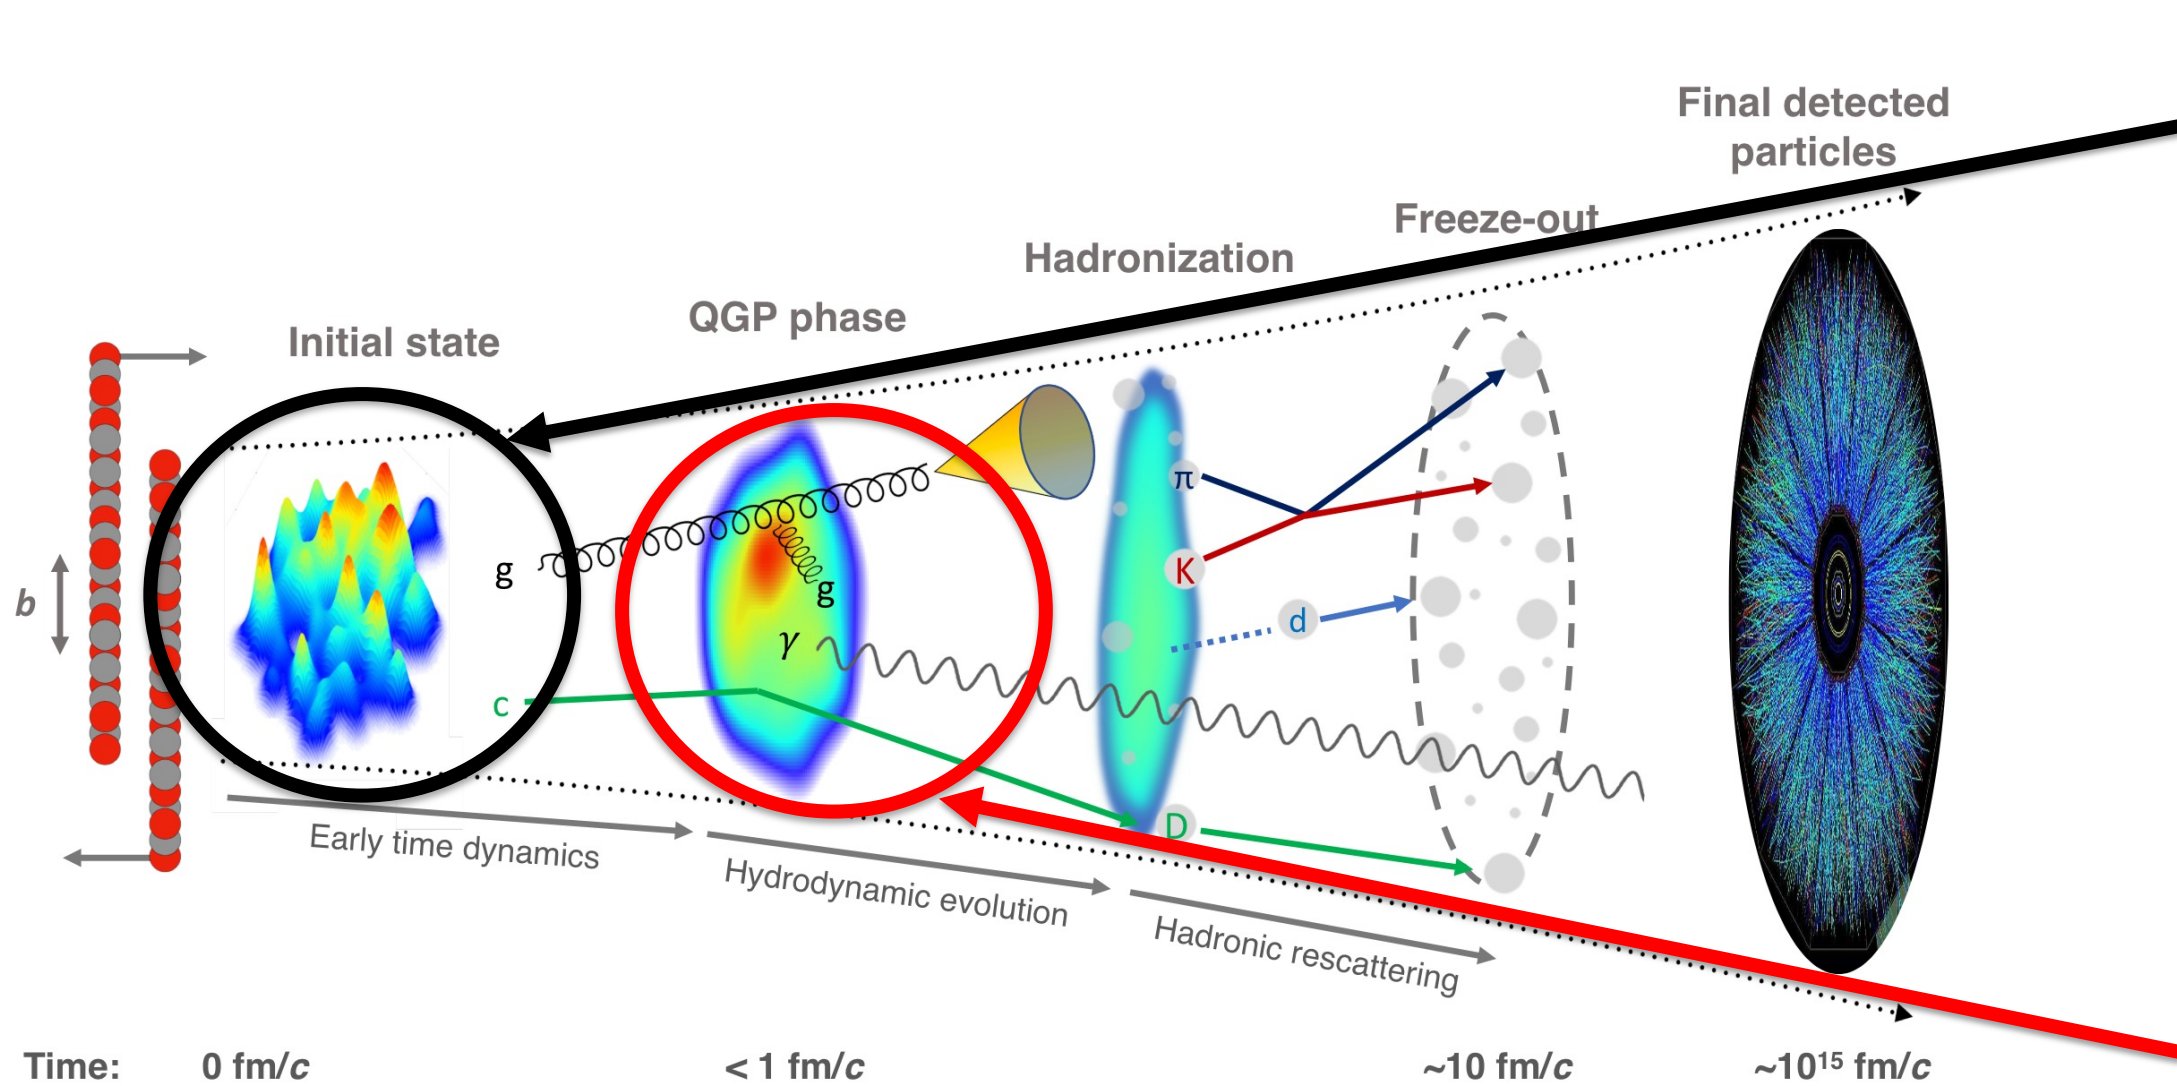 Final detected
particles
Freeze-out
Hadronization
QGP phase
Initial state
b
g
g
γ
c
π
K
d
D
Early time dynamics
Hydrodynamic evolution
Hadronic rescattering
Time: 0 fm/c < 1 fm/c ~10 fm/c ~10¹⁵ fm/c